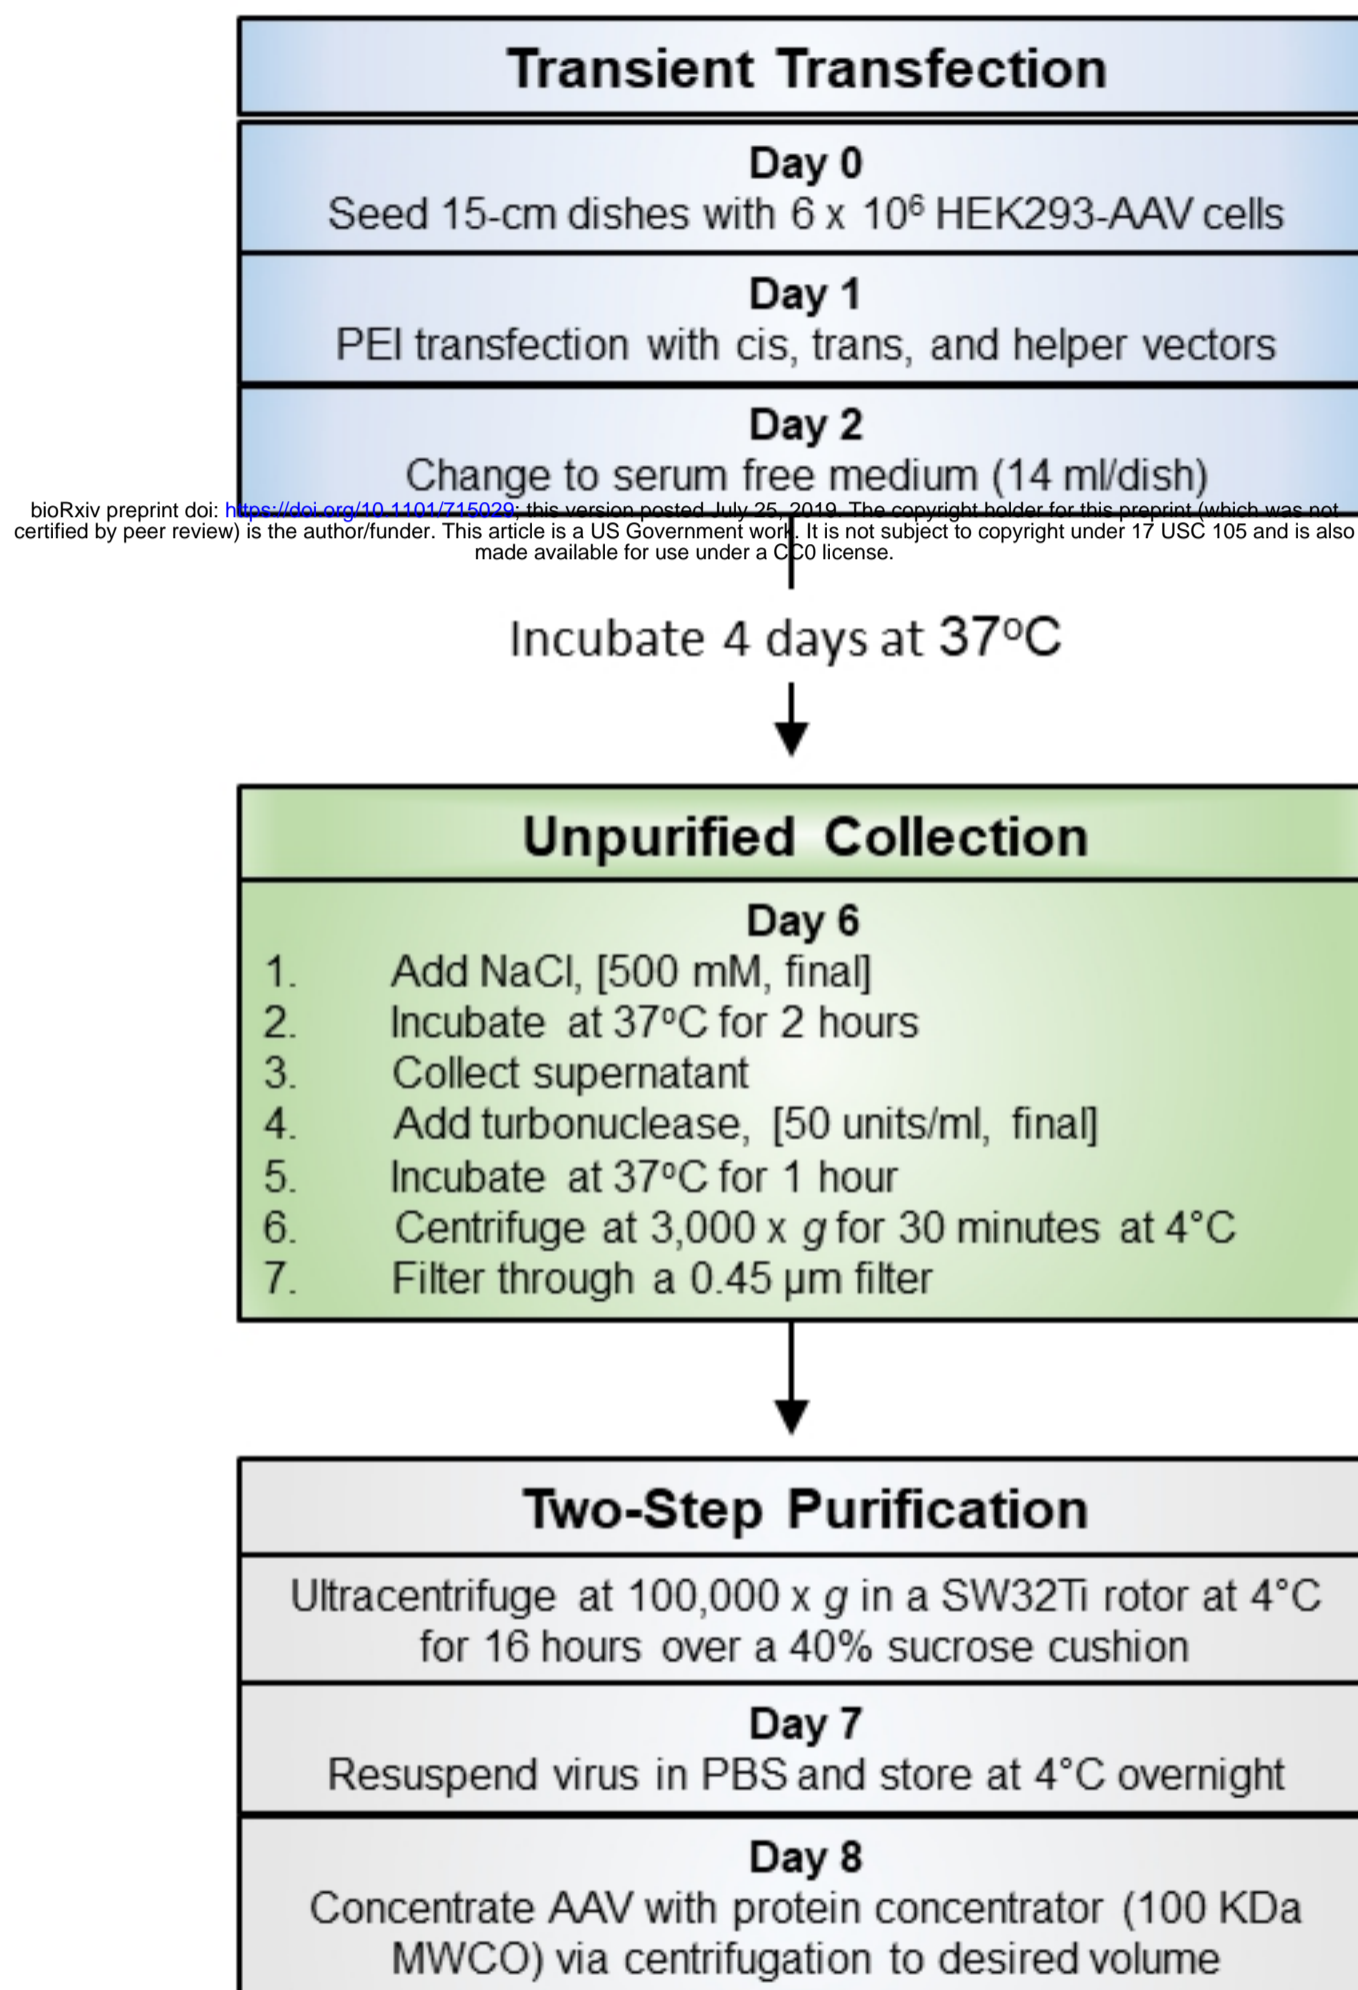 Transient Transfection
Day 0
Seed 15-cm dishes with 6 x 10⁶ HEK293-AAV cells
Day 1
PEI transfection with cis, trans, and helper vectors
Day 2
Change to serum free medium (14 ml/dish)
bioRxiv preprint doi: https://doi.org/10.1101/715029; this version posted July 25, 2019. The copyright holder for this preprint (which was not
certified by peer review) is the author/funder. This article is a US Government work. It is not subject to copyright under 17 USC 105 and is also
made available for use under a CC0 license.
Incubate 4 days at 37ºC
Unpurified Collection
Day 6
1. Add NaCl, [500 mM, final]
2. Incubate at 37ºC for 2 hours
3. Collect supernatant
4. Add turbonuclease, [50 units/ml, final]
5. Incubate at 37ºC for 1 hour
6. Centrifuge at 3,000 x g for 30 minutes at 4°C
7. Filter through a 0.45 µm filter
Two-Step Purification
Ultracentrifuge at 100,000 x g in a SW32Ti rotor at 4°C
for 16 hours over a 40% sucrose cushion
Day 7
Resuspend virus in PBS and store at 4°C overnight
Day 8
Concentrate AAV with protein concentrator (100 KDa
MWCO) via centrifugation to desired volume